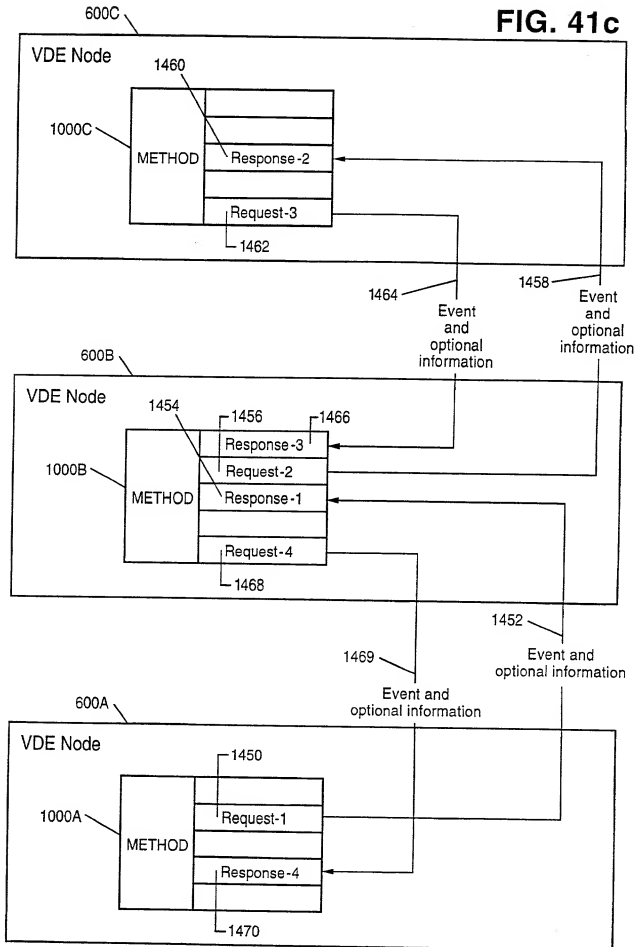 600C
FIG. 41c
VDE Node
1460
1000C
METHOD
Response-2
Request-3
1462
1464
1458
Event
and
optional
information
Event
and
optional
information
600B
VDE Node
1454
1456
1466
Response-3
1000B
Request-2
METHOD
Response-1
Request-4
1468
1452
1469
Event and
optional information
Event and
optional information
600A
VDE Node
1450
1000A
Request-1
METHOD
Response-4
1470